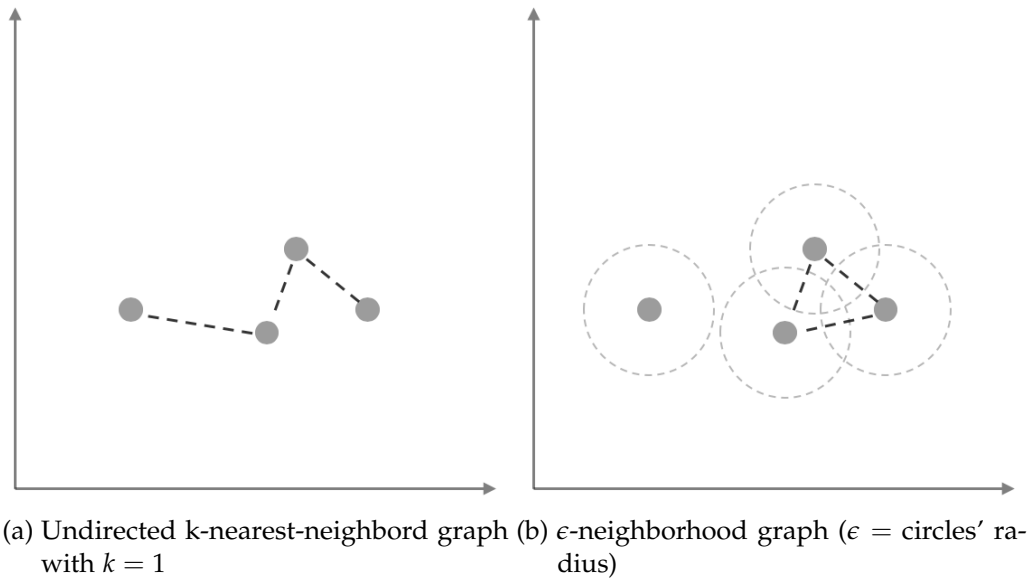 (a) Undirected k-nearest-neighbord graph
with k = 1
(b) ϵ-neighborhood graph (ϵ = circles' ra-
dius)